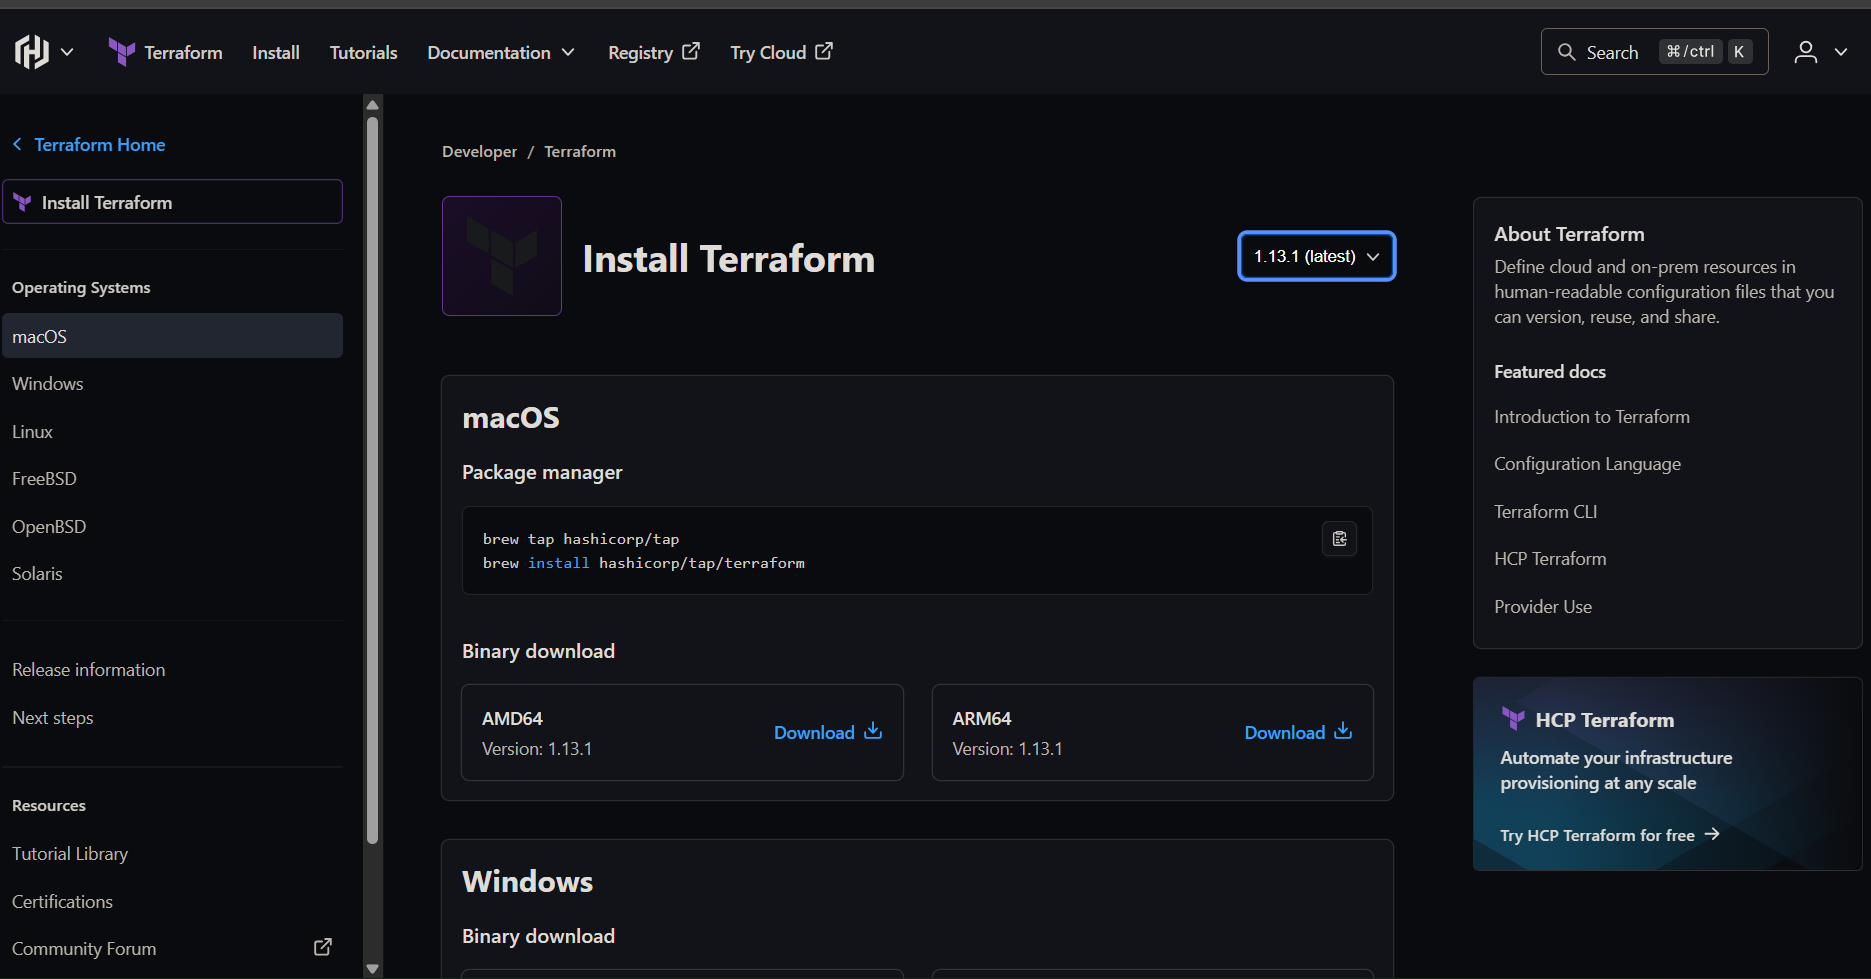 Terraform
Install
Tutorials
Documentation
Registry
Try Cloud
Search
⌘/ctrl
K
Terraform Home
Install Terraform
Operating Systems
macOS
Windows
Linux
FreeBSD
OpenBSD
Solaris
Release information
Next steps
Resources
Tutorial Library
Certifications
Community Forum
Developer / Terraform
Install Terraform
1.13.1 (latest)
macOS
Package manager
brew tap hashicorp/tap
brew install hashicorp/tap/terraform
Binary download
AMD64
Version: 1.13.1
Download
ARM64
Version: 1.13.1
Download
Windows
Binary download
About Terraform
Define cloud and on-prem resources in
human-readable configuration files that you
can version, reuse, and share.
Featured docs
Introduction to Terraform
Configuration Language
Terraform CLI
HCP Terraform
Provider Use
HCP Terraform
Automate your infrastructure
provisioning at any scale
Try HCP Terraform for free